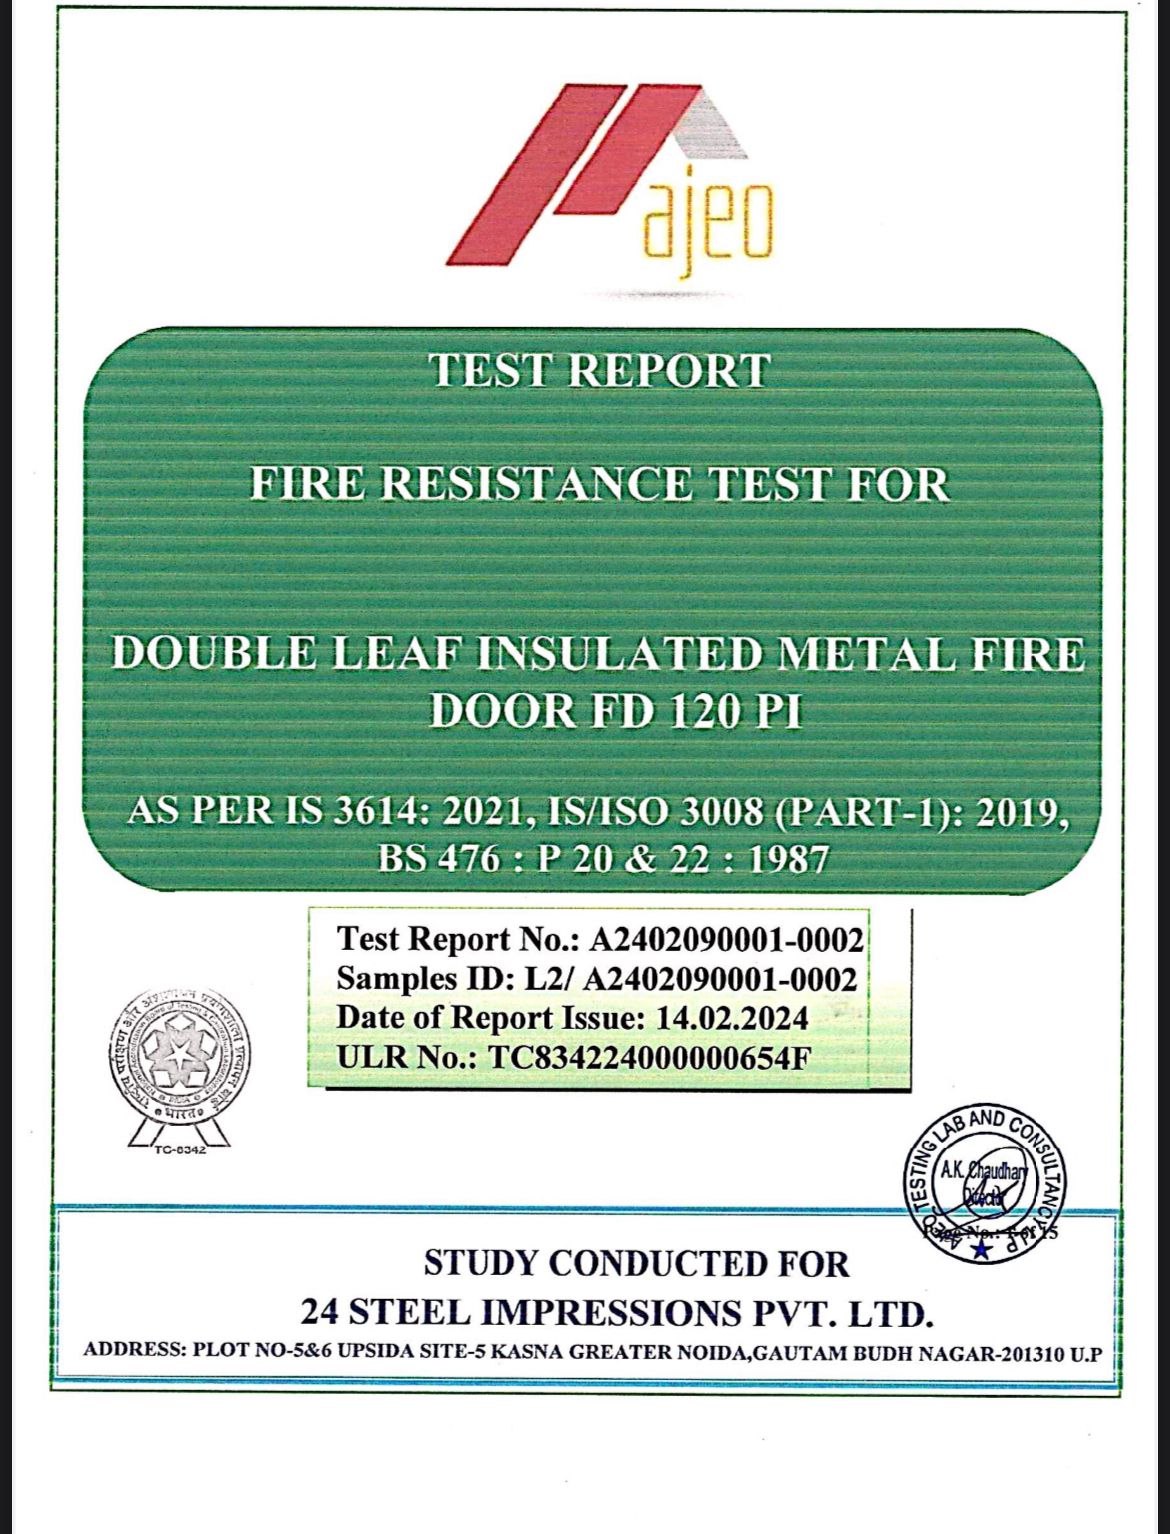 ajeo
TEST REPORT
FIRE RESISTANCE TEST FOR
DOUBLE LEAF INSULATED METAL FIRE
DOOR FD 120 PI
AS PER IS 3614: 2021, IS/ISO 3008 (PART-1): 2019,
BS 476 : P 20 & 22 : 1987
Test Report No.: A2402090001-0002
Samples ID: L2/ A2402090001-0002
Date of Report Issue: 14.02.2024
ULR No.: TC834224000000654F
भारत
TC-8342
AJEO TESTING LAB AND CONSULTANCY
A.K. Chaudhary
Director
STUDY CONDUCTED FOR
24 STEEL IMPRESSIONS PVT. LTD.
ADDRESS: PLOT NO-5&6 UPSIDA SITE-5 KASNA GREATER NOIDA,GAUTAM BUDH NAGAR-201310 U.P